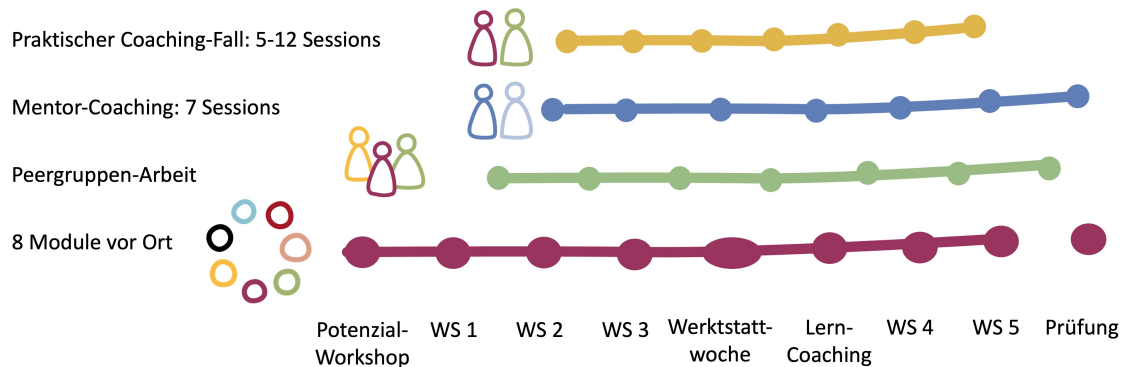 Praktischer Coaching-Fall: 5-12 Sessions
Mentor-Coaching: 7 Sessions
Peergruppen-Arbeit
8 Module vor Ort
Potenzial-
Workshop
WS 1
WS 2
WS 3
Werktstatt-
woche
Lern-
Coaching
WS 4
WS 5
Prüfung